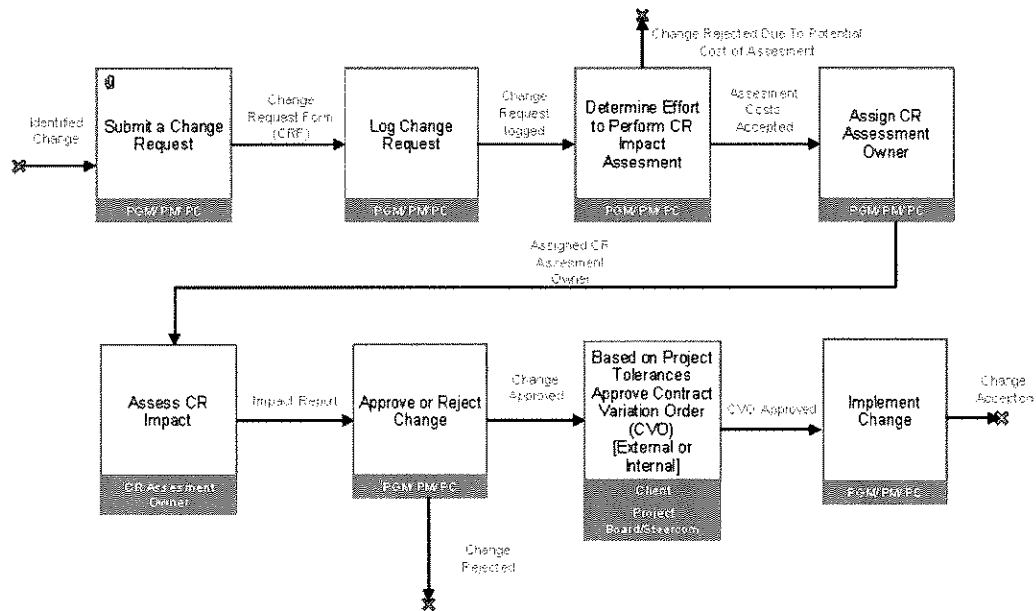 Change Rejected Due To Potential
Cost of Assesment
Identified
Change
Submit a Change
Request
PGM/PM/PC
Change
Request Form
(CRF)
Log Change
Request
PGM/PM/PC
Change
Request
logged
Determine Effort
to Perform CR
Impact
Assesment
PGM/PM/PC
Assesment
Costs
Accepted
Assign CR
Assessment
Owner
PGM/PM/PC
Assigned CR
Assesment
Owner
Assess CR
Impact
CR Assesment
Owner
Impact Report
Approve or Reject
Change
PGM/PM/PC
Change
Approved
Based on Project
Tolerances
Approve Contract
Variation Order
(CVO)
[External or
Internal]
Client
Project
Board/Steercom
CVO Approved
Implement
Change
PGM/PM/PC
Change
Change
Rejected